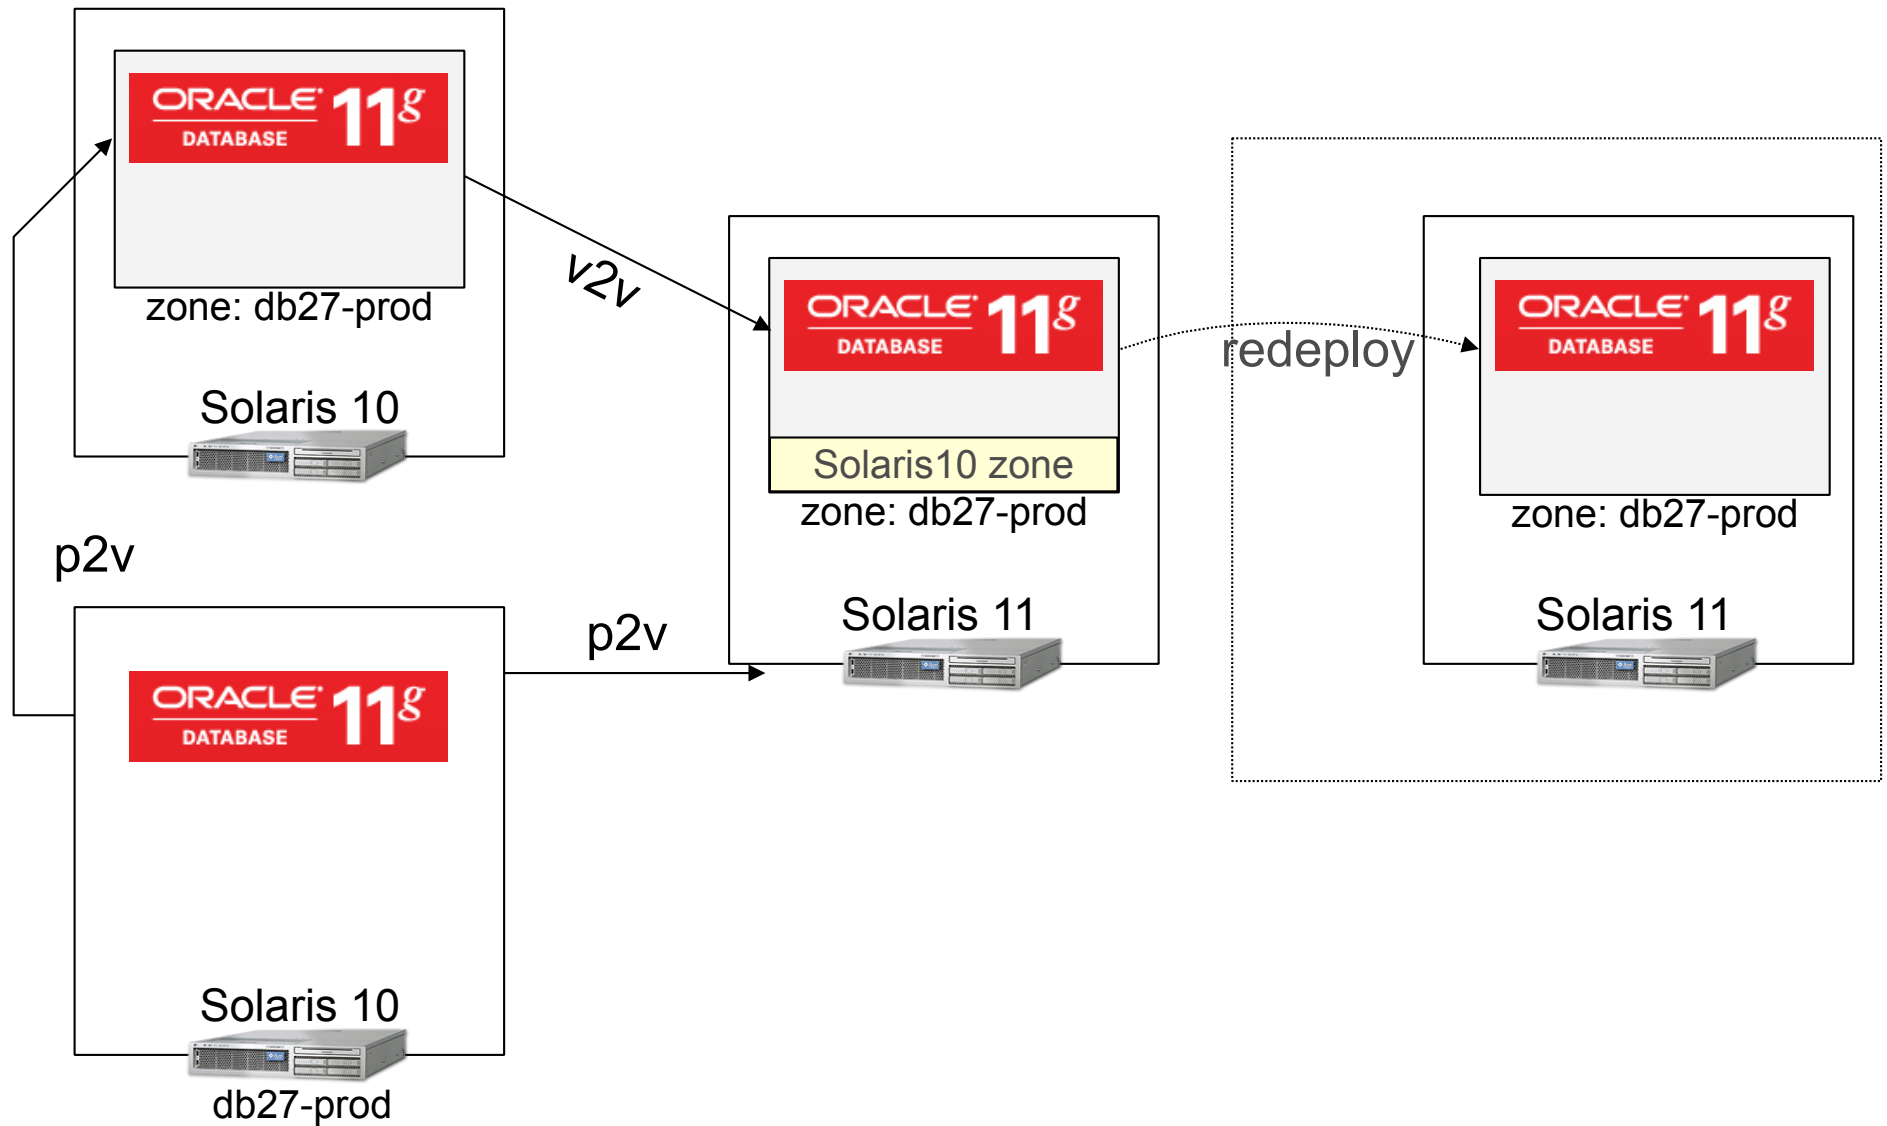 ORACLE 11g
DATABASE
zone: db27-prod
Solaris 10
v2v
p2v
ORACLE 11g
DATABASE
Solaris10 zone
zone: db27-prod
Solaris 11
redeploy
ORACLE 11g
DATABASE
zone: db27-prod
Solaris 11
p2v
ORACLE 11g
DATABASE
Solaris 10
db27-prod